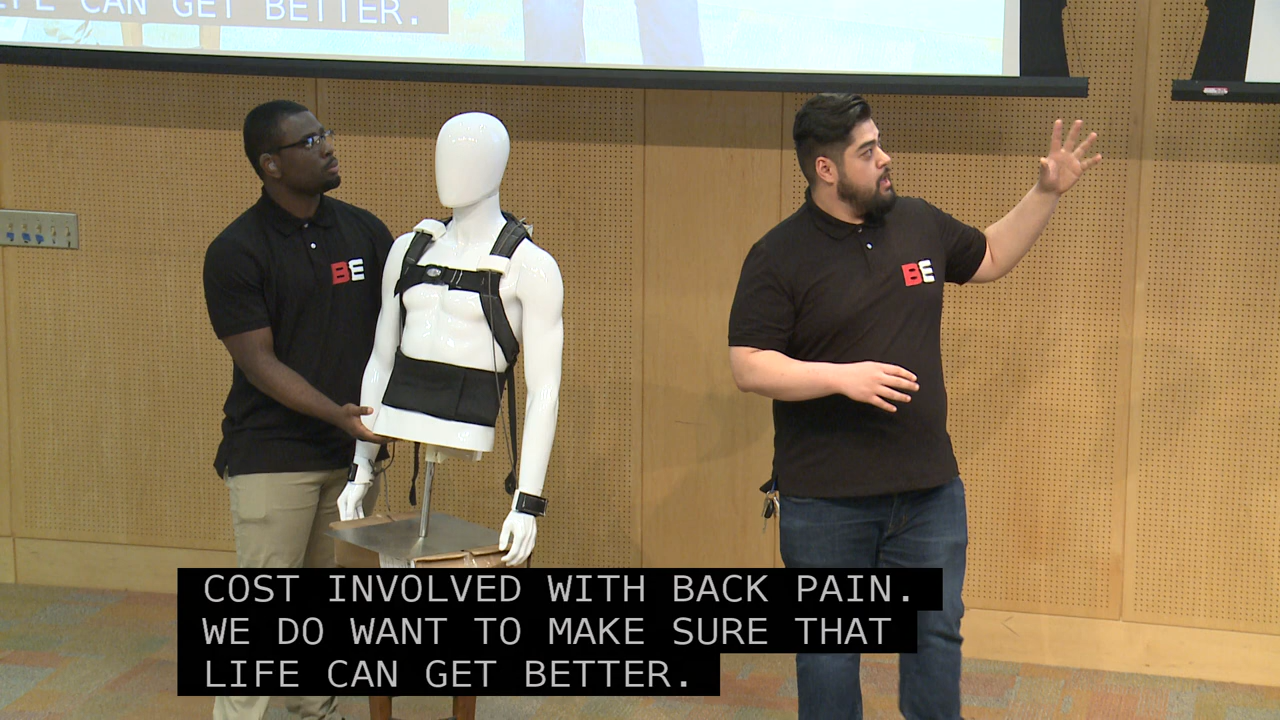 LIFE CAN GET BETTER.
BE
BE
COST INVOLVED WITH BACK PAIN.
WE DO WANT TO MAKE SURE THAT
LIFE CAN GET BETTER.